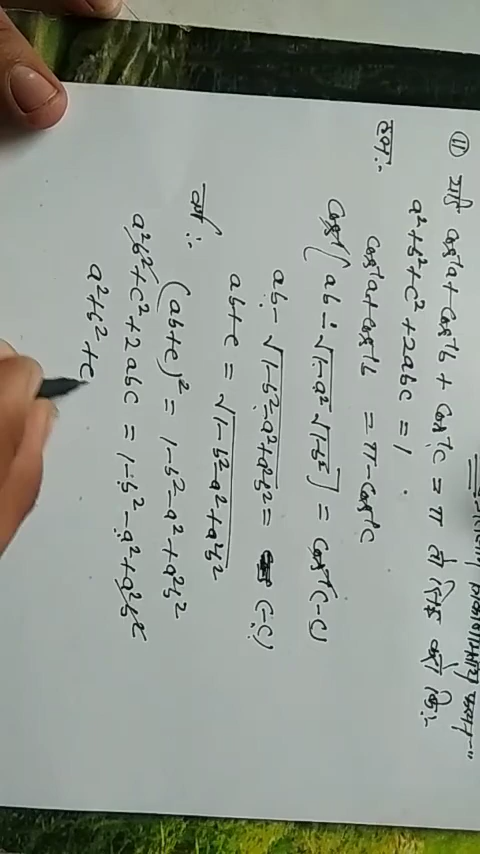 ⑪ यदि cos⁻¹a + cos⁻¹b + cos⁻¹c = π तो सिद्ध करो कि:-
a² + b² + c² + 2abc = 1.
हल:-
cos⁻¹a + cos⁻¹b = π - cos⁻¹c
cos⁻¹(ab - √1-a² √1-b²) = cos⁻¹(-c)
ab - √1-b²-a²+a²b² = (-c)
ab + c = √1-b²-a²+a²b²
(ab+c)² = 1-b²-a²+a²b²
a²b² + c² + 2abc = 1-b²-a²+a²b²
a² + b² + c